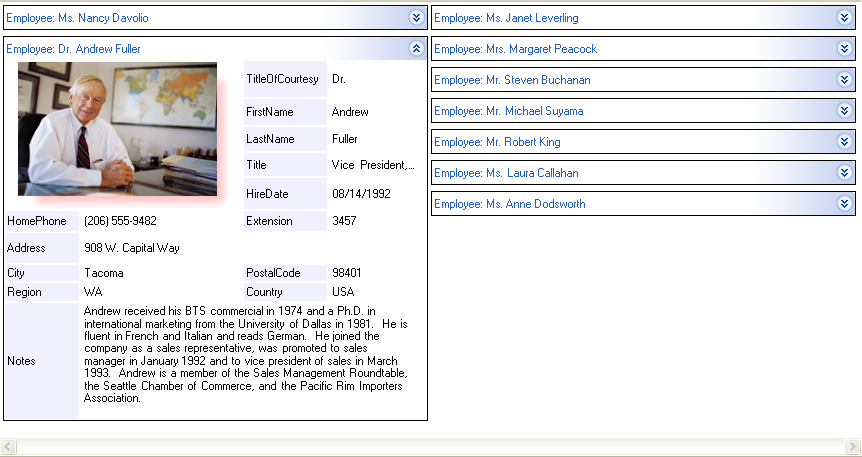 Employee: Ms. Nancy Davolio
Employee: Dr. Andrew Fuller
TitleOfCourtesy Dr.
FirstName Andrew
LastName Fuller
Title Vice President,...
HireDate 08/14/1992
HomePhone (206) 555-9482 Extension 3457
Address 908 W. Capital Way
City Tacoma PostalCode 98401
Region WA Country USA
Notes
Andrew received his BTS commercial in 1974 and a Ph.D. in
international marketing from the University of Dallas in 1981. He is
fluent in French and Italian and reads German. He joined the
company as a sales representative, was promoted to sales
manager in January 1992 and to vice president of sales in March
1993. Andrew is a member of the Sales Management Roundtable,
the Seattle Chamber of Commerce, and the Pacific Rim Importers
Association.
Employee: Ms. Janet Leverling
Employee: Mrs. Margaret Peacock
Employee: Mr. Steven Buchanan
Employee: Mr. Michael Suyama
Employee: Mr. Robert King
Employee: Ms. Laura Callahan
Employee: Ms. Anne Dodsworth